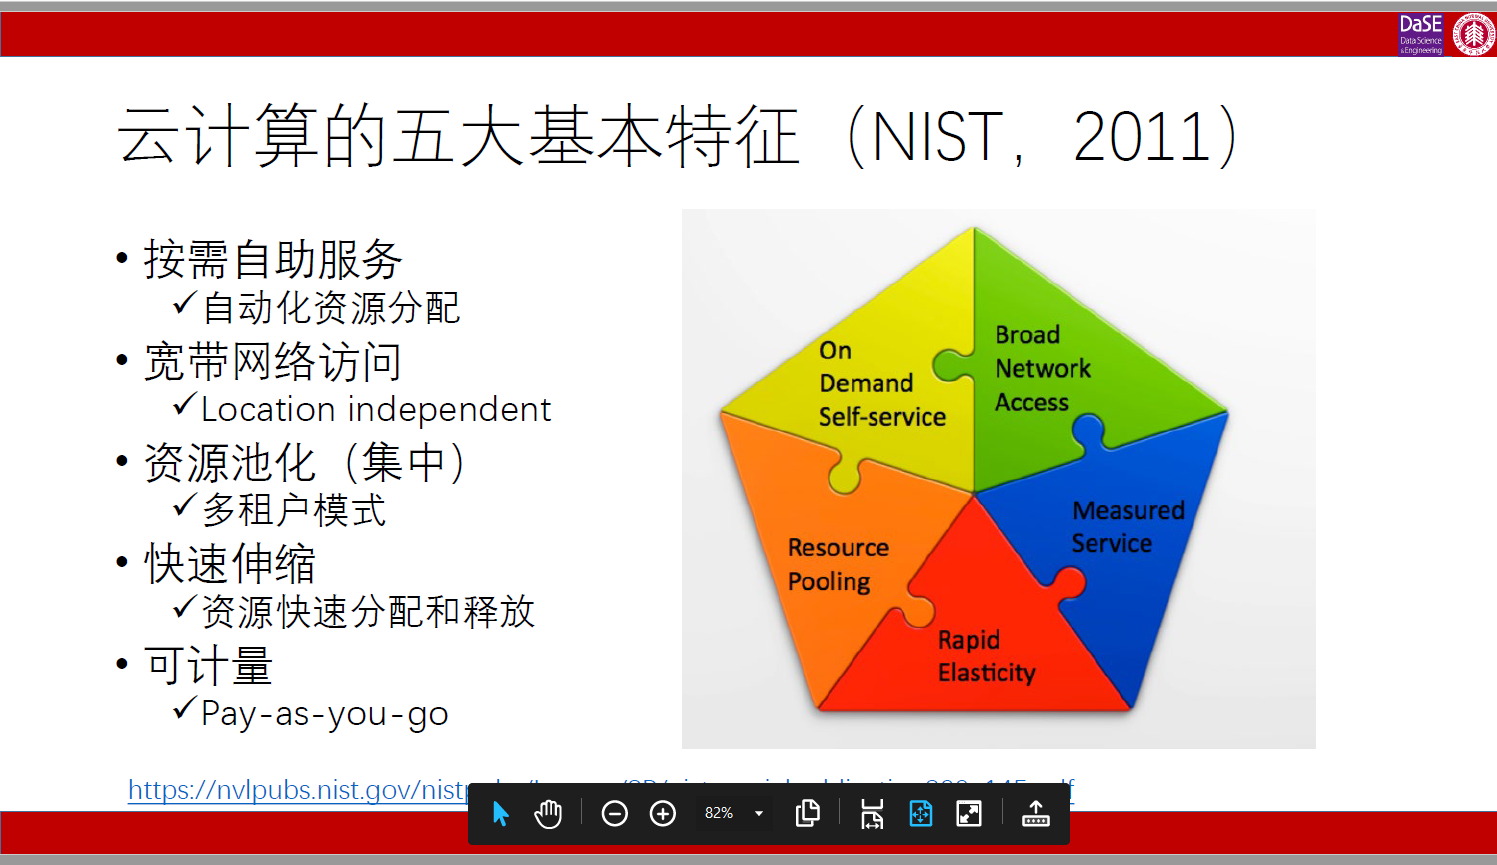 DaSE
Data Science
& Engineering
云计算的五大基本特征（NIST，2011）
• 按需自助服务
✓自动化资源分配
• 宽带网络访问
✓Location independent
• 资源池化（集中）
✓多租户模式
• 快速伸缩
✓资源快速分配和释放
• 可计量
✓Pay-as-you-go
On
Demand
Self-service
Broad
Network
Access
Measured
Service
Resource
Pooling
Rapid
Elasticity
https://nvlpubs.nist.gov/nistp
82%